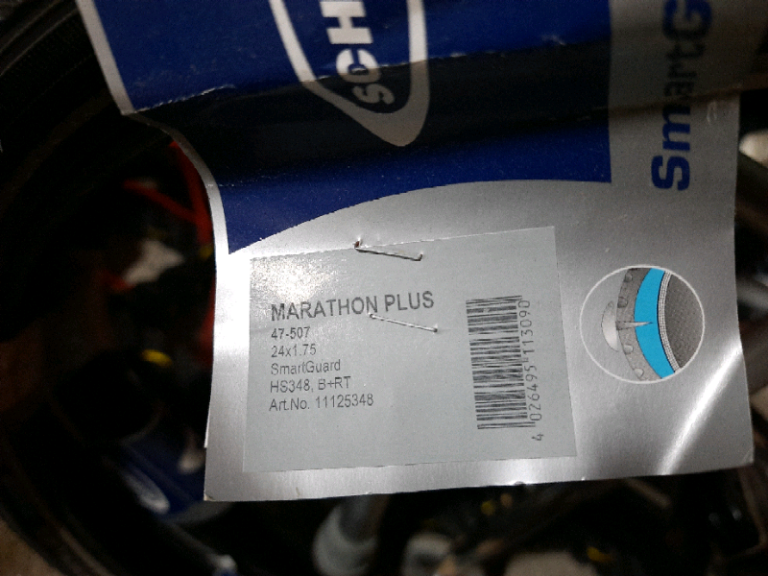 SCH
SmartG
MARATHON PLUS
47-507
24x1.75
SmartGuard
HS348, B+RT
Art.No. 11125348
4 026495 113090